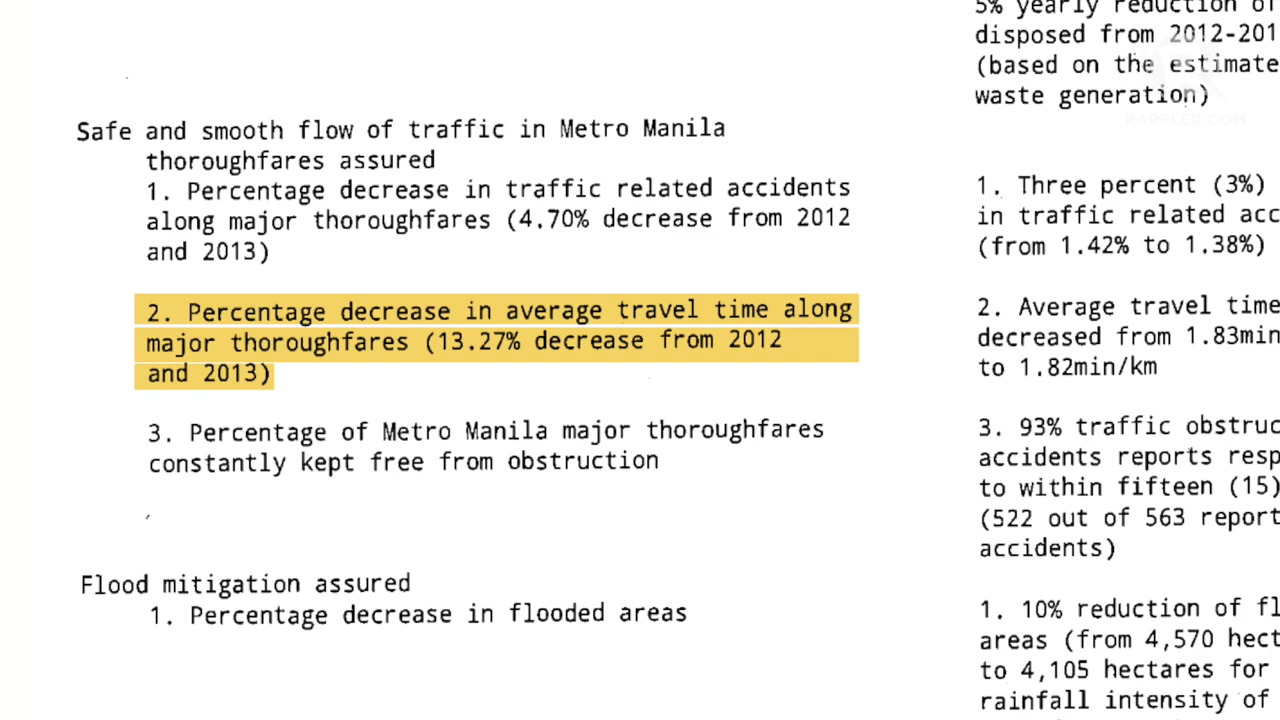 5% yearly reduction of
disposed from 2012-201
(based on the estimate
waste generation)
RAPPLER.COM
Safe and smooth flow of traffic in Metro Manila
thoroughfares assured
1. Percentage decrease in traffic related accidents
along major thoroughfares (4.70% decrease from 2012
and 2013)
1. Three percent (3%)
in traffic related acc
(from 1.42% to 1.38%)
2. Percentage decrease in average travel time along
major thoroughfares (13.27% decrease from 2012
and 2013)
2. Average travel time
decreased from 1.83min
to 1.82min/km
3. Percentage of Metro Manila major thoroughfares
constantly kept free from obstruction
3. 93% traffic obstruc
accidents reports resp
to within fifteen (15)
(522 out of 563 report
accidents)
Flood mitigation assured
1. Percentage decrease in flooded areas
1. 10% reduction of fl
areas (from 4,570 hect
to 4,105 hectares for
rainfall intensity of